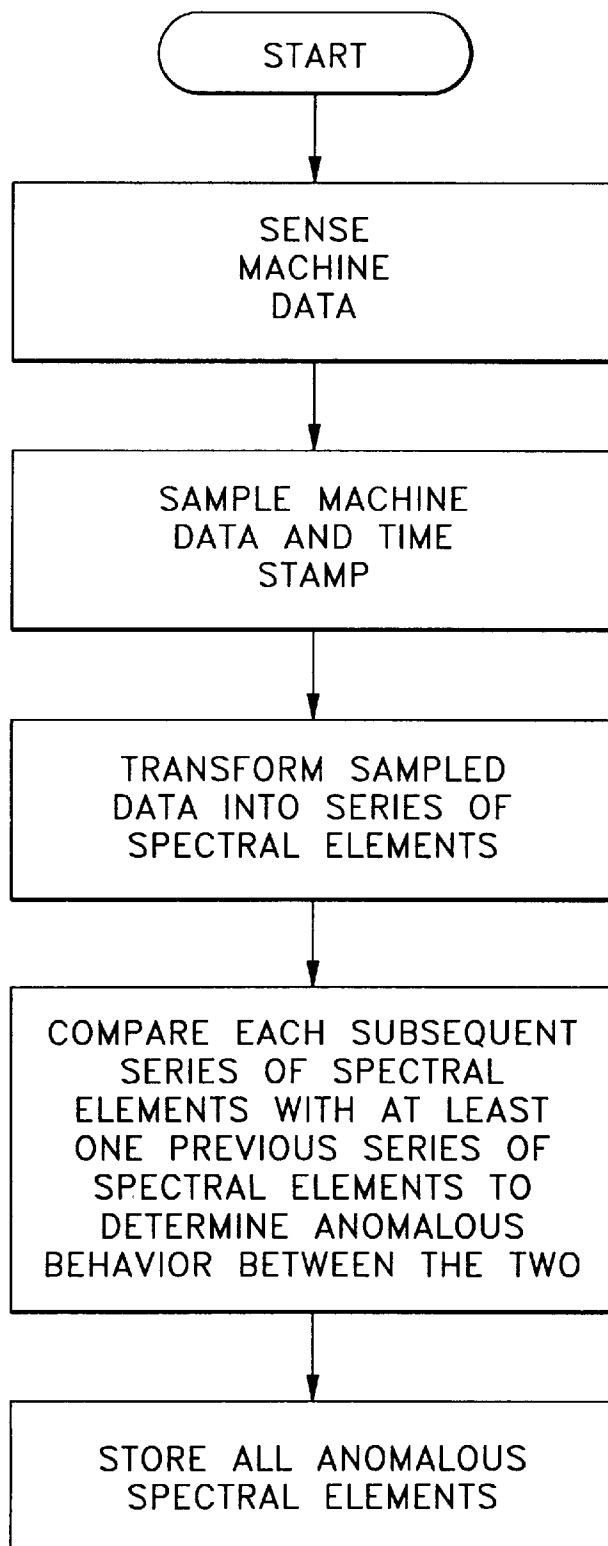 START
SENSE
MACHINE
DATA
SAMPLE MACHINE
DATA AND TIME
STAMP
TRANSFORM SAMPLED
DATA INTO SERIES OF
SPECTRAL ELEMENTS
COMPARE EACH SUBSEQUENT
SERIES OF SPECTRAL
ELEMENTS WITH AT LEAST
ONE PREVIOUS SERIES OF
SPECTRAL ELEMENTS TO
DETERMINE ANOMALOUS
BEHAVIOR BETWEEN THE TWO
STORE ALL ANOMALOUS
SPECTRAL ELEMENTS